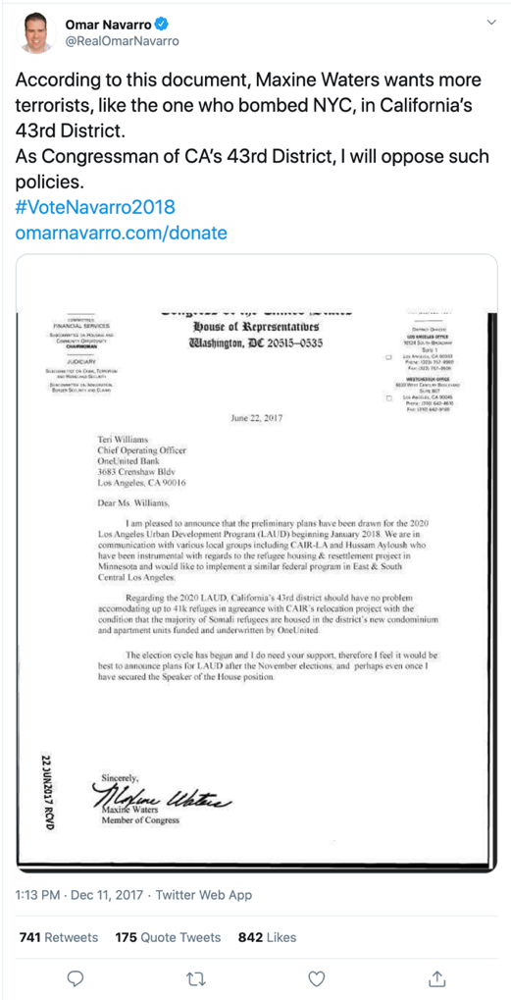 Omar Navarro
@RealOmarNavarro
According to this document, Maxine Waters wants more
terrorists, like the one who bombed NYC, in California's
43rd District.
As Congressman of CA's 43rd District, I will oppose such
policies.
#VoteNavarro2018
omarnavarro.com/donate
COMMITTEES
FINANCIAL SERVICES
CHAIRWOMAN
JUDICIARY
House of Representatives
Washington, DC 20515–0535
DISTRICT OFFICES
LOS ANGELES OFFICE
WESTCHESTER OFFICE
June 22, 2017
Teri Williams
Chief Operating Officer
OneUnited Bank
3683 Crenshaw Bldv
Los Angeles, CA 90016
Dear Ms. Williams,
I am pleased to announce that the preliminary plans have been drawn for the 2020
Los Angeles Urban Development Program (LAUD) beginning January 2018. We are in
communication with various local groups including CAIR-LA and Hussam Ayloush who
have been instrumental with regards to the refugee housing & resettlement project in
Minnesota and would like to implement a similar federal program in East & South
Central Los Angeles.
Regarding the 2020 LAUD, California's 43rd district should have no problem
accomodating up to 41k refuges in agreeance with CAIR's relocation project with the
condition that the majority of Somali refugees are housed in the district's new condominium
and apartment units funded and underwritten by OneUnited.
The election cycle has begun and I do need your support, therefore I feel it would be
best to announce plans for LAUD after the November elections, and perhaps even once I
have secured the Speaker of the House position.
22 JUN2017 RCVD
Sincerely,
Maxine Waters
Maxine Waters
Member of Congress
1:13 PM · Dec 11, 2017 · Twitter Web App
741 Retweets 175 Quote Tweets 842 Likes